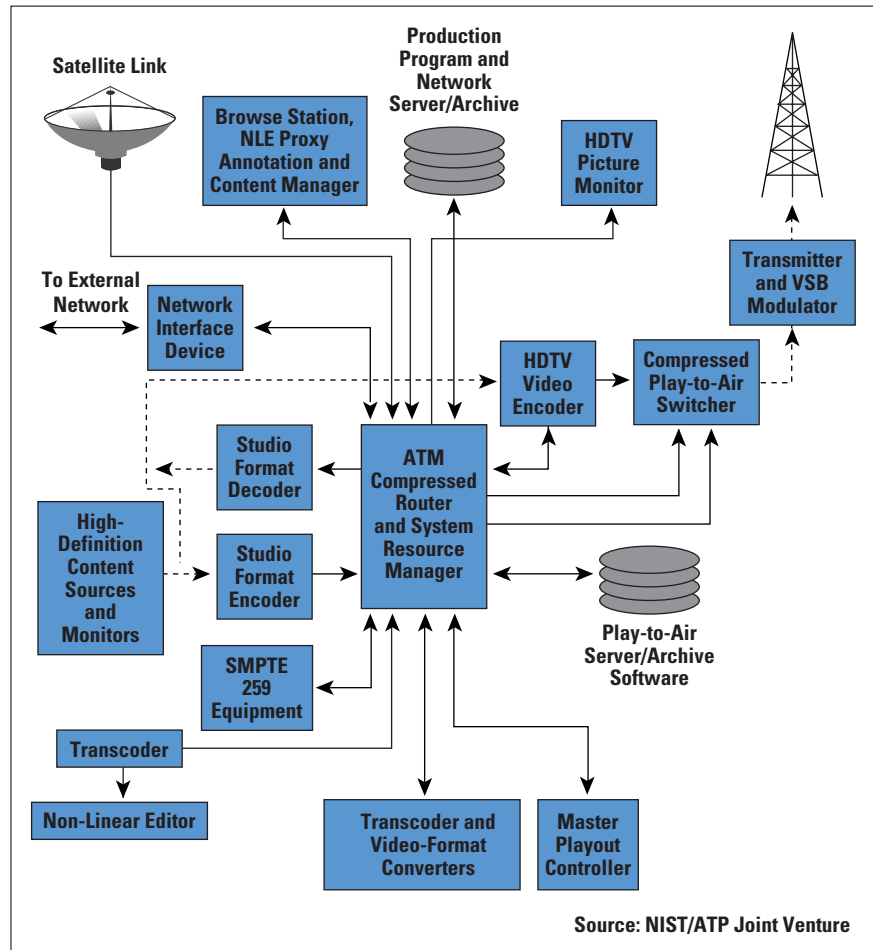 Satellite Link
Production
Program and
Network
Server/Archive
Browse Station,
NLE Proxy
Annotation and
Content Manager
HDTV
Picture
Monitor
Transmitter
and VSB
Modulator
To External
Network
Network
Interface
Device
HDTV
Video
Encoder
Compressed
Play-to-Air
Switcher
Studio
Format
Decoder
ATM
Compressed
Router
and System
Resource
Manager
High-
Definition
Content
Sources
and
Monitors
Studio
Format
Encoder
Play-to-Air
Server/Archive
Software
SMPTE
259
Equipment
Transcoder
Non-Linear Editor
Transcoder and
Video-Format
Converters
Master
Playout
Controller
Source: NIST/ATP Joint Venture